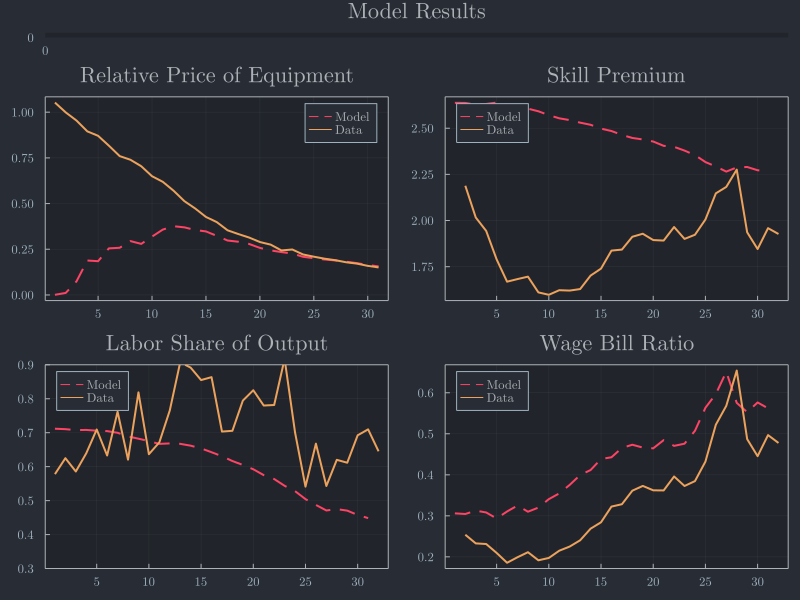 Model Results
0
0
Relative Price of Equipment
1.00
0.75
0.50
0.25
0.00
5 10 15 20 25 30
Model
Data
Skill Premium
2.50
2.25
2.00
1.75
5 10 15 20 25 30
Model
Data
Labor Share of Output
0.9
0.8
0.7
0.6
0.5
0.4
0.3
5 10 15 20 25 30
Model
Data
Wage Bill Ratio
0.6
0.5
0.4
0.3
0.2
5 10 15 20 25 30
Model
Data